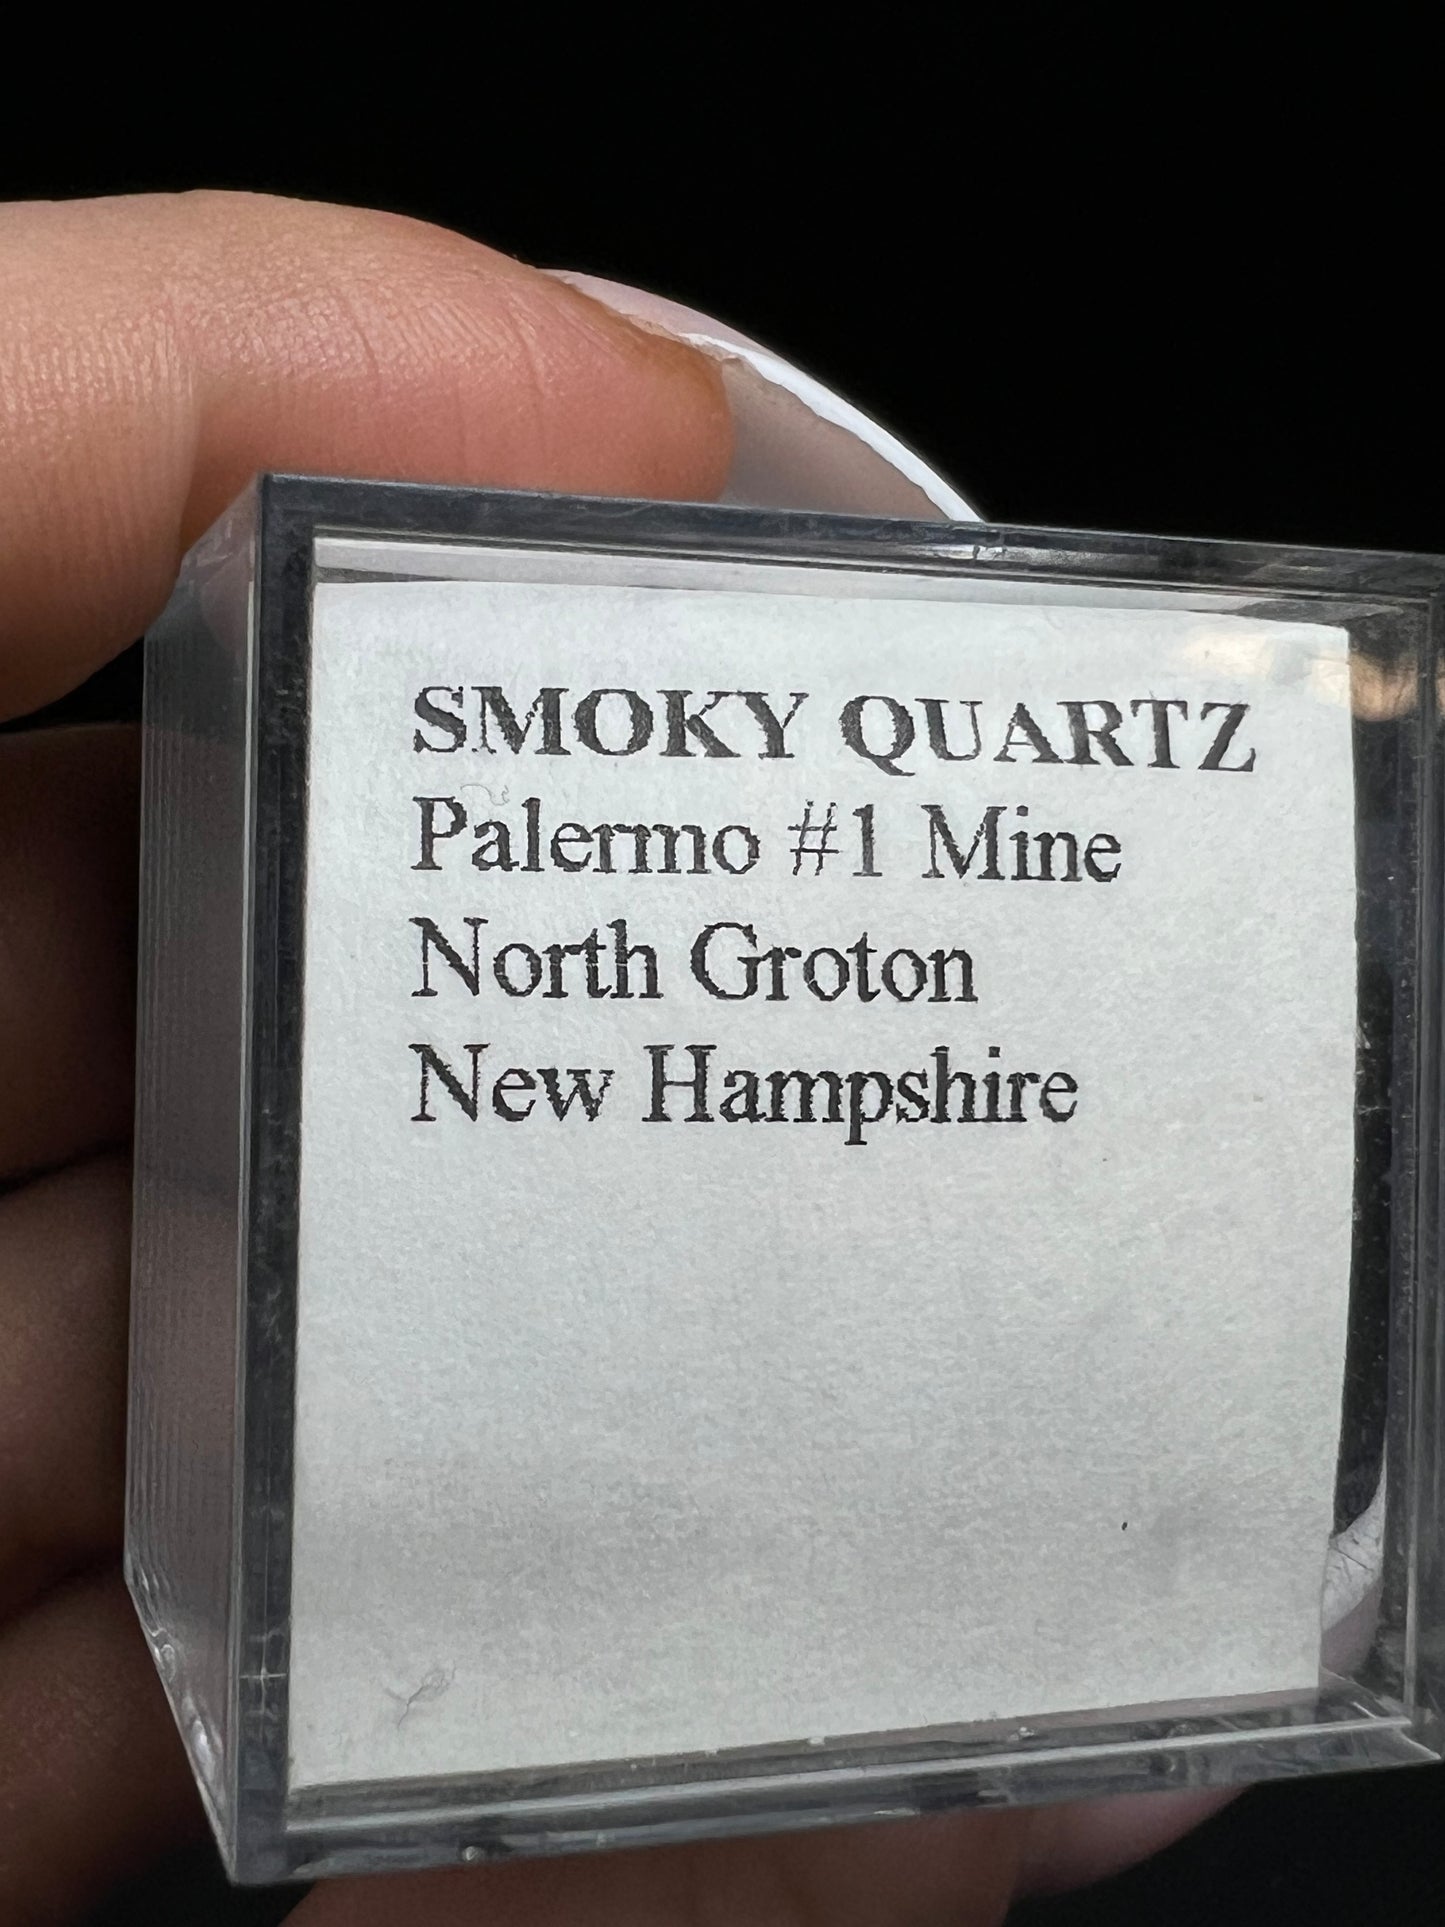 SMOKY QUARTZ
Palermo #1 Mine
North Groton
New Hampshire